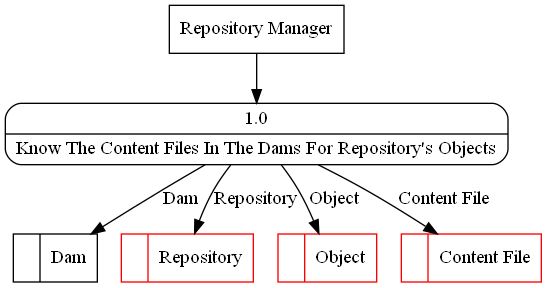 Repository Manager
1.0
Know The Content Files In The Dams For Repository's Objects
Dam Repository Object Content File
Dam Repository Object Content File